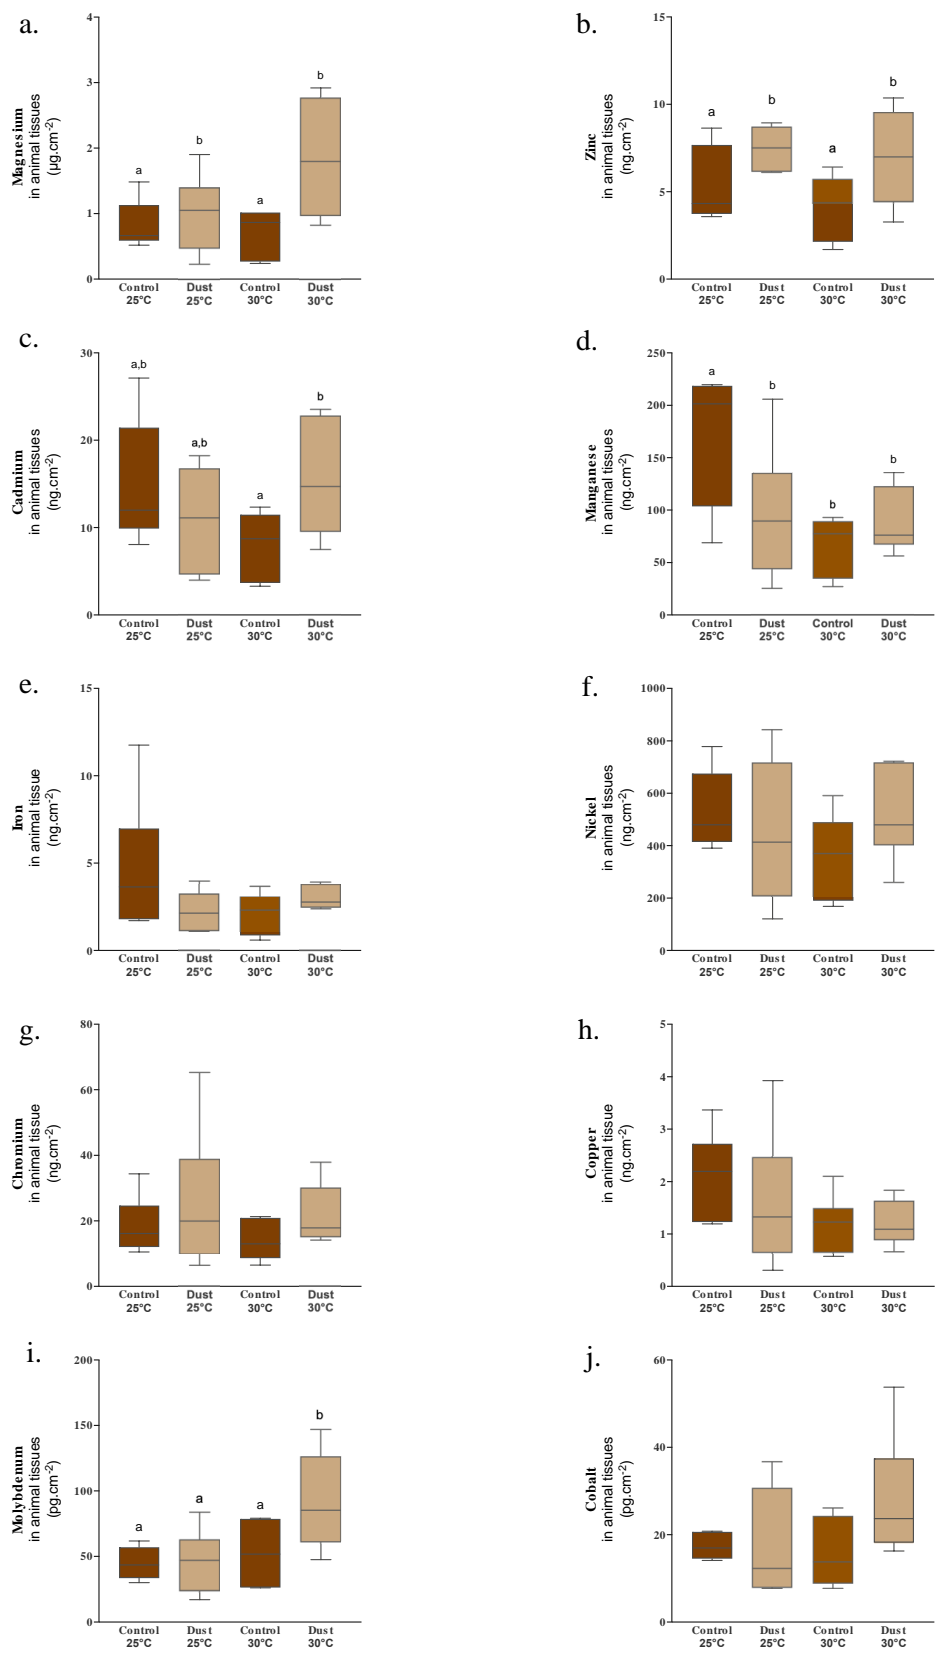 a.
Magnesium
in animal tissues
(µg.cm-2)
4
3
2
1
0
a
b
a
b
Control Dust Control Dust
25°C 25°C 30°C 30°C
b.
Zinc
in animal tissues
(ng.cm-2)
15
10
5
0
a
b
a
b
Control Dust Control Dust
25°C 25°C 30°C 30°C
c.
Cadmium
in animal tissues
(ng.cm-2)
30
20
10
0
a,b
a,b
a
b
Control Dust Control Dust
25°C 25°C 30°C 30°C
d.
Manganese
in animal tissues
(ng.cm-2)
250
200
150
100
50
0
a
b
b
b
Control Dust Control Dust
25°C 25°C 30°C 30°C
e.
Iron
in animal tissue
(ng.cm-2)
15
10
5
0
Control Dust Control Dust
25°C 25°C 30°C 30°C
f.
Nickel
in animal tissues
(ng.cm-2)
1000
800
600
400
200
0
Control Dust Control Dust
25°C 25°C 30°C 30°C
g.
Chromium
in animal tissue
(ng.cm-2)
80
60
40
20
0
Control Dust Control Dust
25°C 25°C 30°C 30°C
h.
Copper
in animal tissue
(ng.cm-2)
5
4
3
2
1
0
Control Dust Control Dust
25°C 25°C 30°C 30°C
i.
Molybdenum
in animal tissues
(pg.cm-2)
200
150
100
50
0
a
a
a
b
Control Dust Control Dust
25°C 25°C 30°C 30°C
j.
Cobalt
in animal tissues
(pg.cm-2)
60
40
20
0
Control Dust Control Dust
25°C 25°C 30°C 30°C